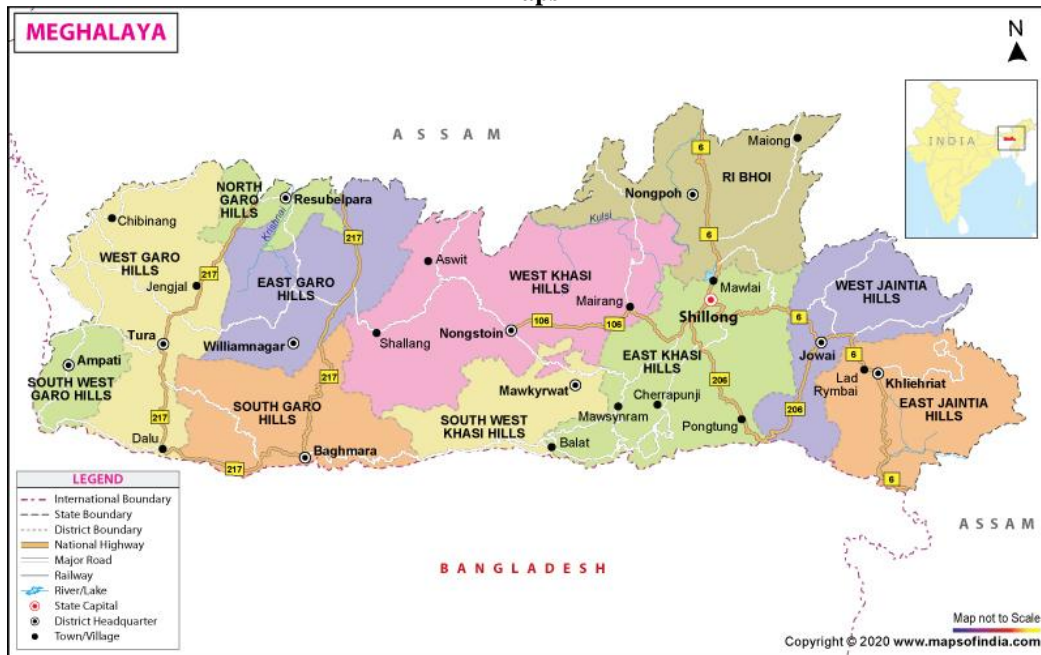 MEGHALAYA
N
ASSAM
INDIA
Maiong
RI BHOI
Nongpoh
6
NORTH
GARO
HILLS
Resubelpara
Krishnai
Kulsi
Chibinang
217
6
WEST GARO
HILLS
217
Aswit
Jengjal
EAST GARO
HILLS
WEST KHASI
HILLS
Mawlai
WEST JAINTIA
HILLS
Mairang
Shillong
106
106
6
Tura
Williamnagar
Shallang
Nongstoin
Jowai
6
Ampati
SOUTH WEST
GARO HILLS
EAST KHASI
HILLS
Lad
Rymbai
Khliehriat
217
Mawkyrwat
206
SOUTH GARO
HILLS
Cherrapunji
EAST JAINTIA
HILLS
SOUTH WEST
KHASI HILLS
Mawsynram
206
Pongtung
Dalu
Balat
Baghmara
217
6
LEGEND
International Boundary
State Boundary
District Boundary
National Highway
Major Road
Railway
River/Lake
State Capital
District Headquarter
Town/Village
ASSAM
BANGLADESH
Map not to Scale
Copyright © 2020 www.mapsofindia.com